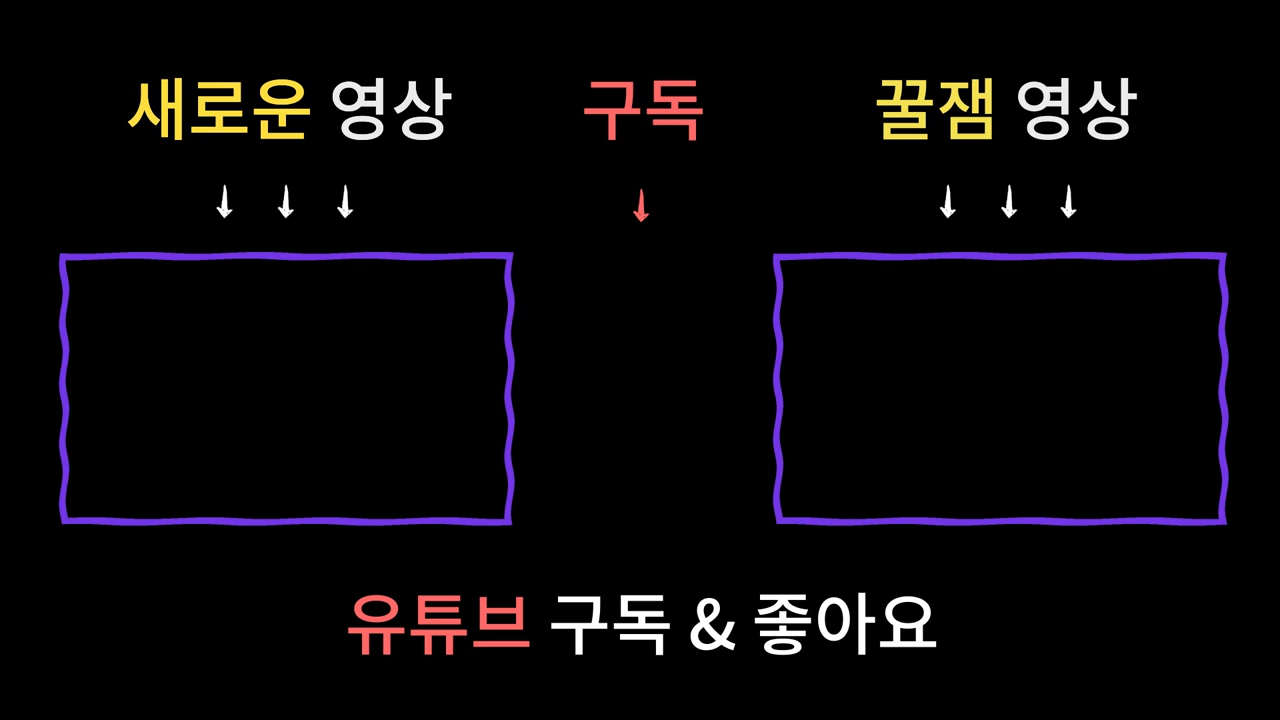 새로운 영상
구독
꿀잼 영상
유튜브 구독 & 좋아요